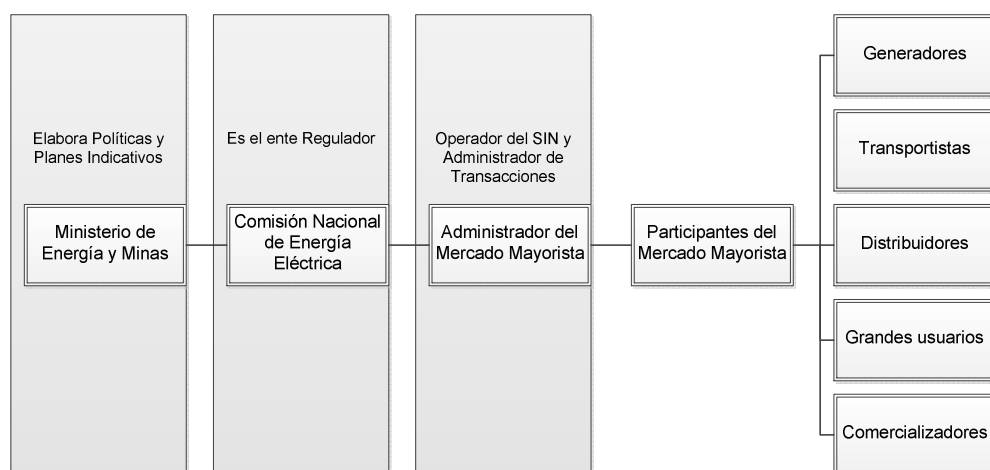 Elabora Políticas y
Planes Indicativos
Ministerio de
Energía y Minas
Es el ente Regulador
Comisión Nacional
de Energía
Eléctrica
Operador del SIN y
Administrador de
Transacciones
Administrador del
Mercado Mayorista
Participantes del
Mercado Mayorista
Generadores
Transportistas
Distribuidores
Grandes usuarios
Comercializadores